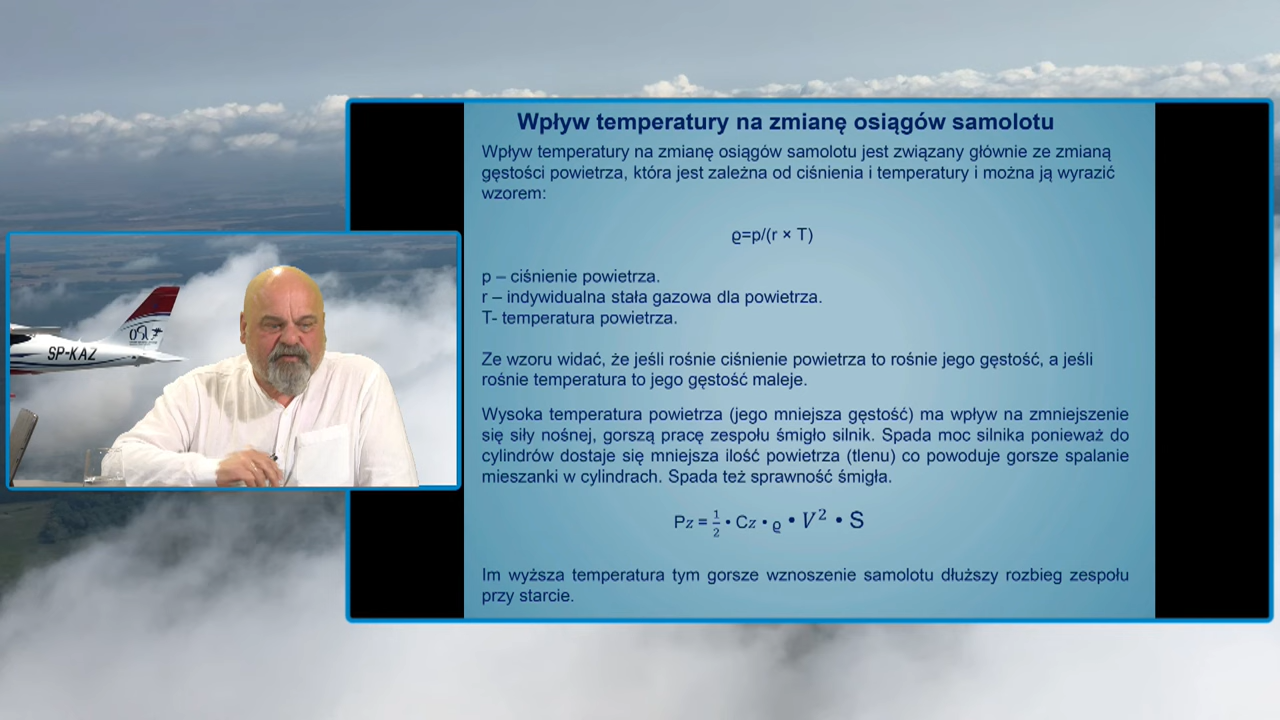 Wpływ temperatury na zmianę osiągów samolotu
Wpływ temperatury na zmianę osiągów samolotu jest związany głównie ze zmianą
gęstości powietrza, która jest zależna od ciśnienia i temperatury i można ją wyrazić
wzorem:
ϱ=p/(r × T)
p – ciśnienie powietrza.
r – indywidualna stała gazowa dla powietrza.
T- temperatura powietrza.
Ze wzoru widać, że jeśli rośnie ciśnienie powietrza to rośnie jego gęstość, a jeśli
rośnie temperatura to jego gęstość maleje.
Wysoka temperatura powietrza (jego mniejsza gęstość) ma wpływ na zmniejszenie
się siły nośnej, gorszą pracę zespołu śmigło silnik. Spada moc silnika ponieważ do
cylindrów dostaje się mniejsza ilość powietrza (tlenu) co powoduje gorsze spalanie
mieszanki w cylindrach. Spada też sprawność śmigła.
Pz = ½ • Cz • ϱ • V² • S
Im wyższa temperatura tym gorsze wznoszenie samolotu dłuższy rozbieg zespołu
przy starcie.
SP-KAZ